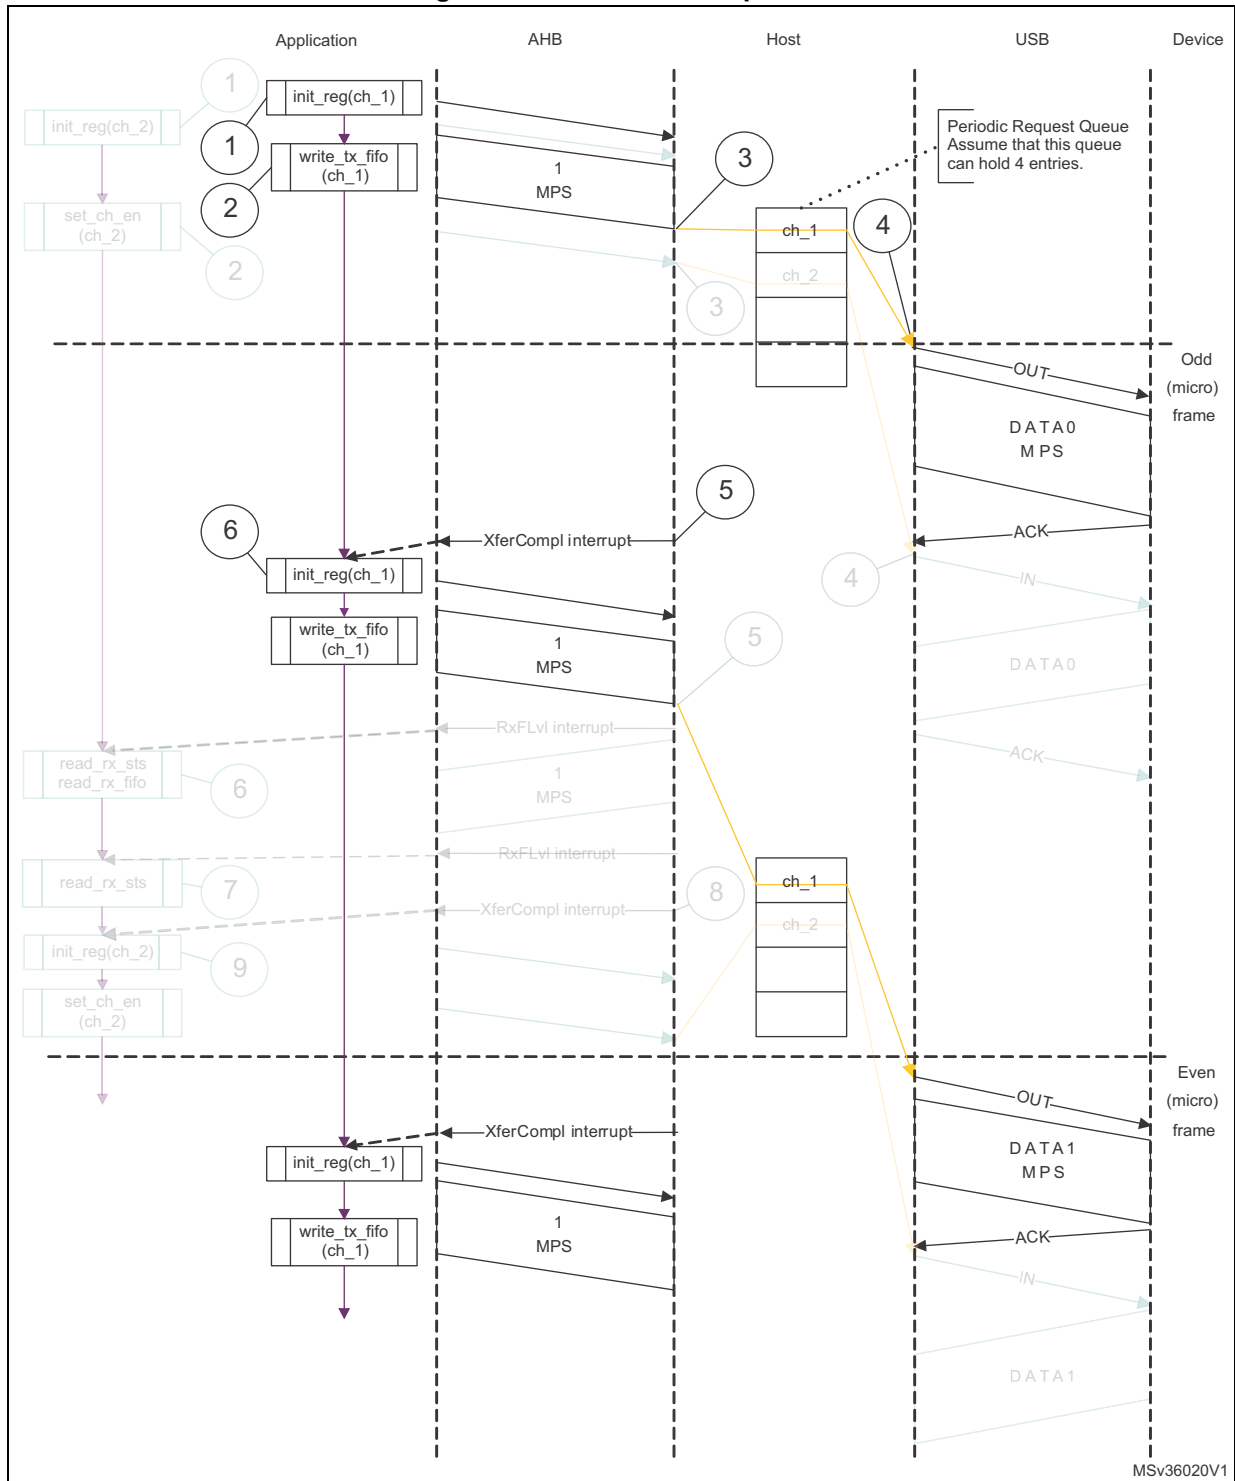 Application
AHB
Host
USB
Device
1
init_reg(ch_1)
init_reg(ch_2)
1
Periodic Request Queue
Assume that this queue
can hold 4 entries.
write_tx_fifo
(ch_1)
1
MPS
3
2
set_ch_en
(ch_2)
2
ch_1
4
ch_2
3
Odd
(micro)
frame
OUT
DATA0
MPS
5
6
XferCompl interrupt
ACK
init_reg(ch_1)
4
IN
write_tx_fifo
(ch_1)
1
MPS
5
DATA0
RxFLvl interrupt
ACK
read_rx_sts
read_rx_fifo
6
1
MPS
RxFLvl interrupt
read_rx_sts
7
ch_1
8
XferCompl interrupt
ch_2
init_reg(ch_2)
9
set_ch_en
(ch_2)
Even
(micro)
frame
OUT
XferCompl interrupt
DATA1
MPS
init_reg(ch_1)
write_tx_fifo
(ch_1)
1
MPS
ACK
IN
DATA1
MSv36020V1